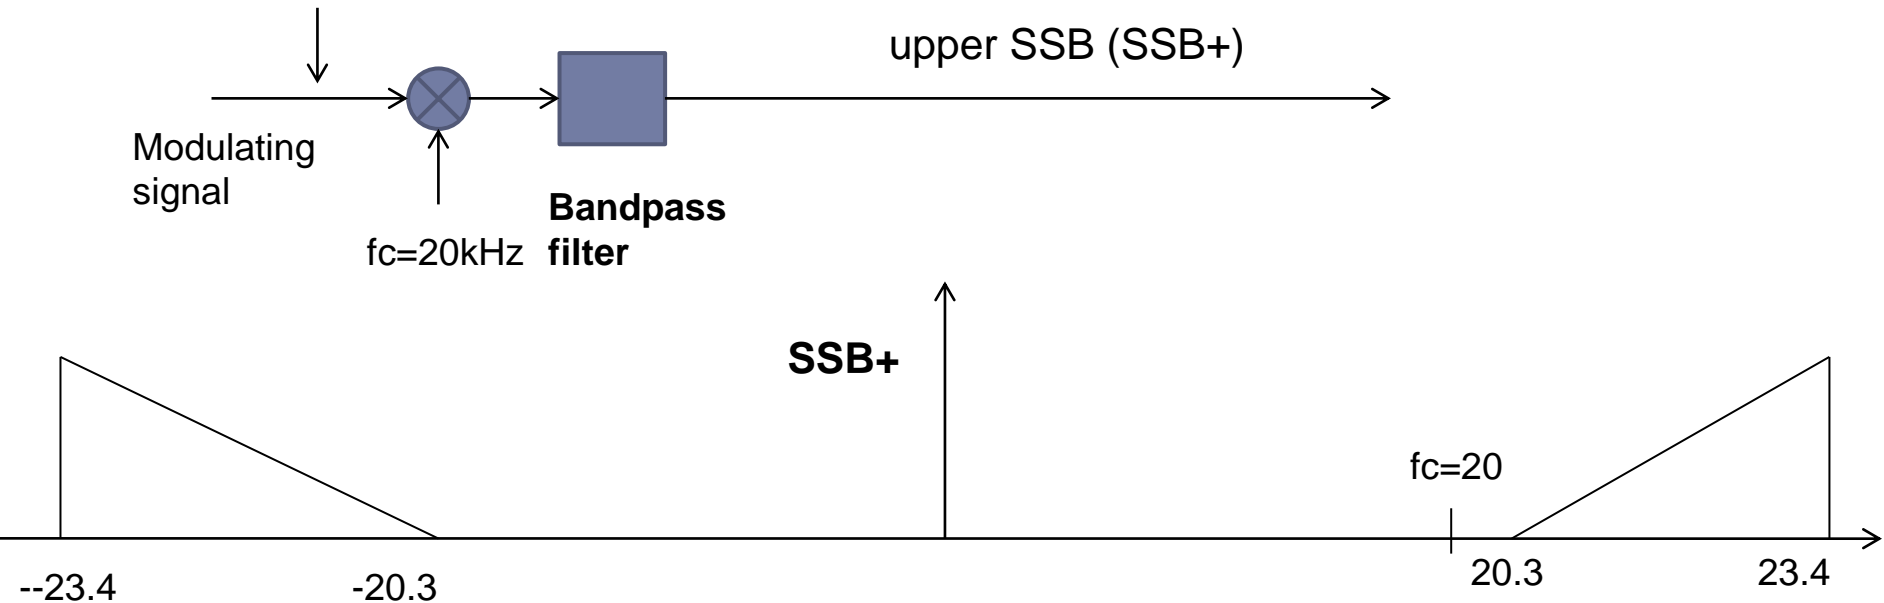 upper SSB (SSB+)
Modulating
signal
Bandpass
filter
fc=20kHz
SSB+
fc=20
--23.4
-20.3
20.3
23.4